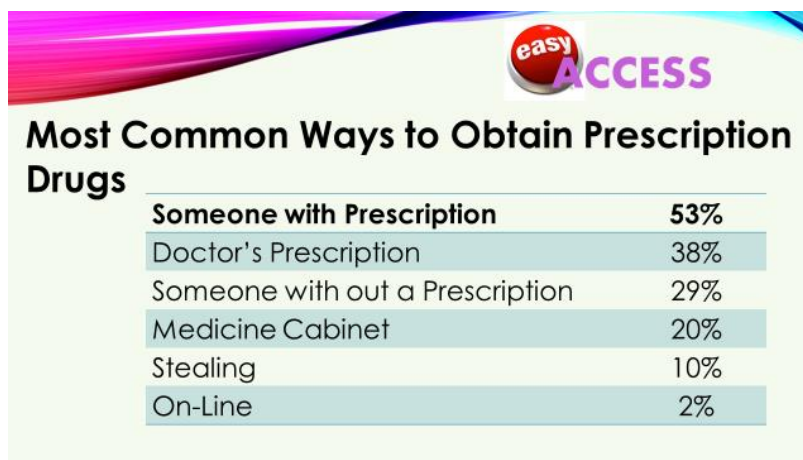 easy
ACCESS
Most Common Ways to Obtain Prescription
Drugs
Someone with Prescription 53%
Doctor’s Prescription 38%
Someone with out a Prescription 29%
Medicine Cabinet 20%
Stealing 10%
On-Line 2%